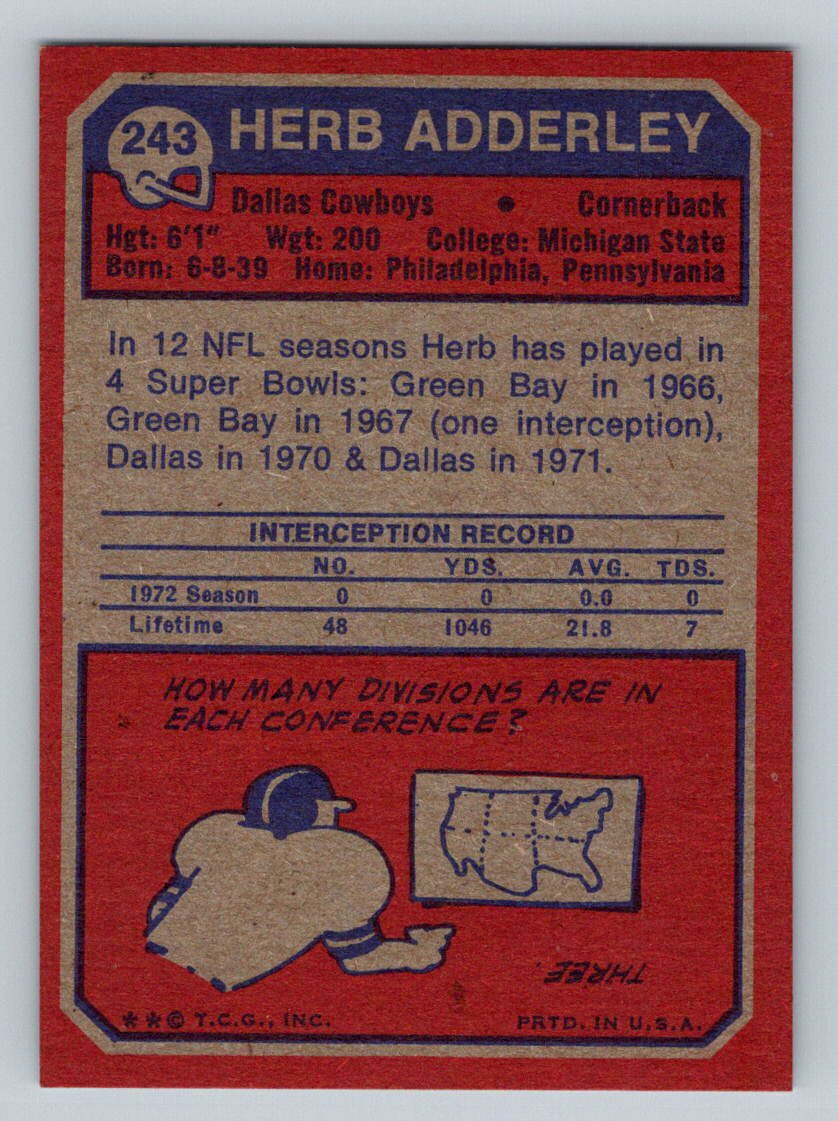 243 HERB ADDERLEY
Dallas Cowboys • Cornerback
Hgt: 6'1" Wgt: 200 College: Michigan State
Born: 6-8-39 Home: Philadelphia, Pennsylvania
In 12 NFL seasons Herb has played in
4 Super Bowls: Green Bay in 1966,
Green Bay in 1967 (one interception),
Dallas in 1970 & Dallas in 1971.
INTERCEPTION RECORD
NO. YDS. AVG. TDS.
1972 Season 0 0 0.0 0
Lifetime 48 1046 21.8 7
HOW MANY DIVISIONS ARE IN
EACH CONFERENCE?
THREE.
**© T.C.G., INC. PRTD. IN U.S.A.